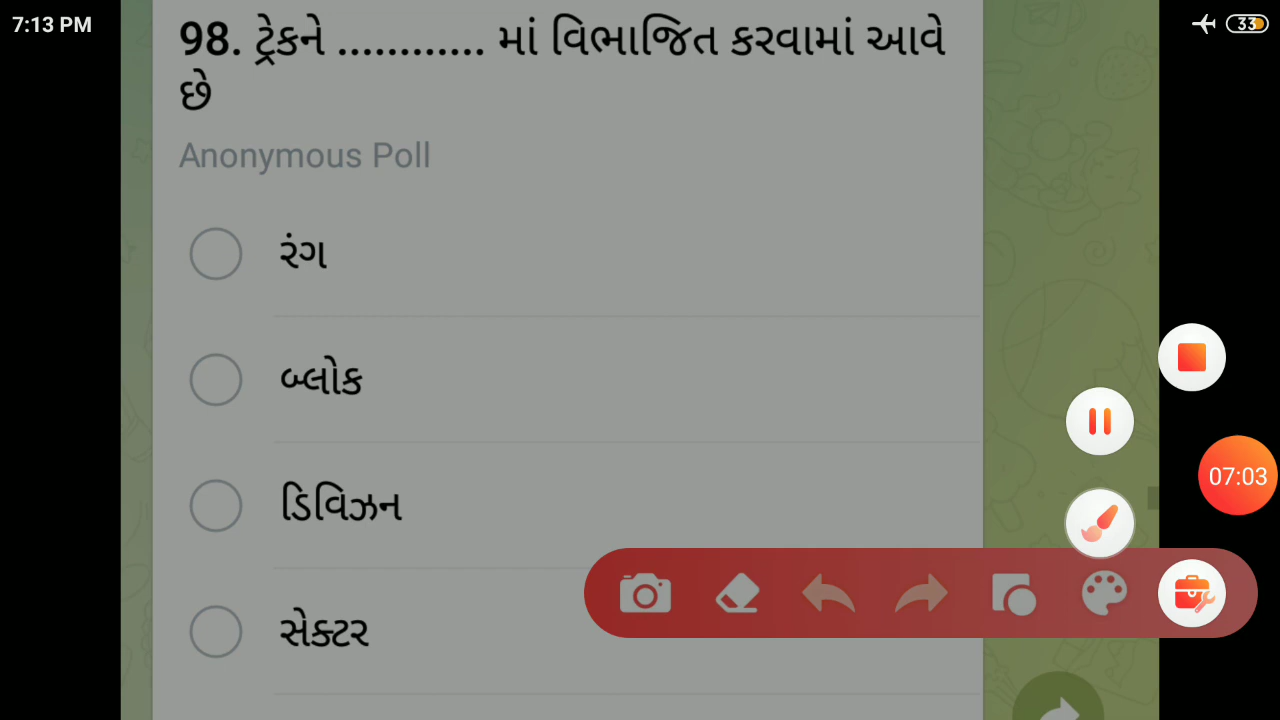 7:13 PM
33
98. ટ્રેકને ............ માં વિભાજિત કરવામાં આવે
છે
Anonymous Poll
રંગ
બ્લોક
ડિવિઝન
07:03
સેક્ટર